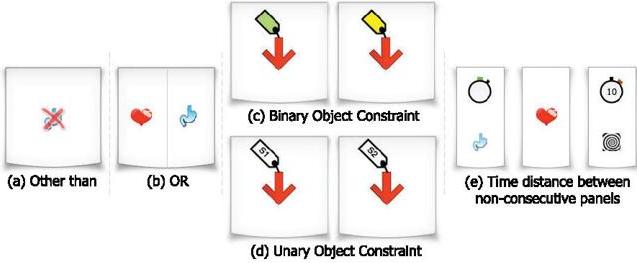 (a) Other than
(b) OR
(c) Binary Object Constraint
S1
S2
(d) Unary Object Constraint
10
(e) Time distance between
non-consecutive panels